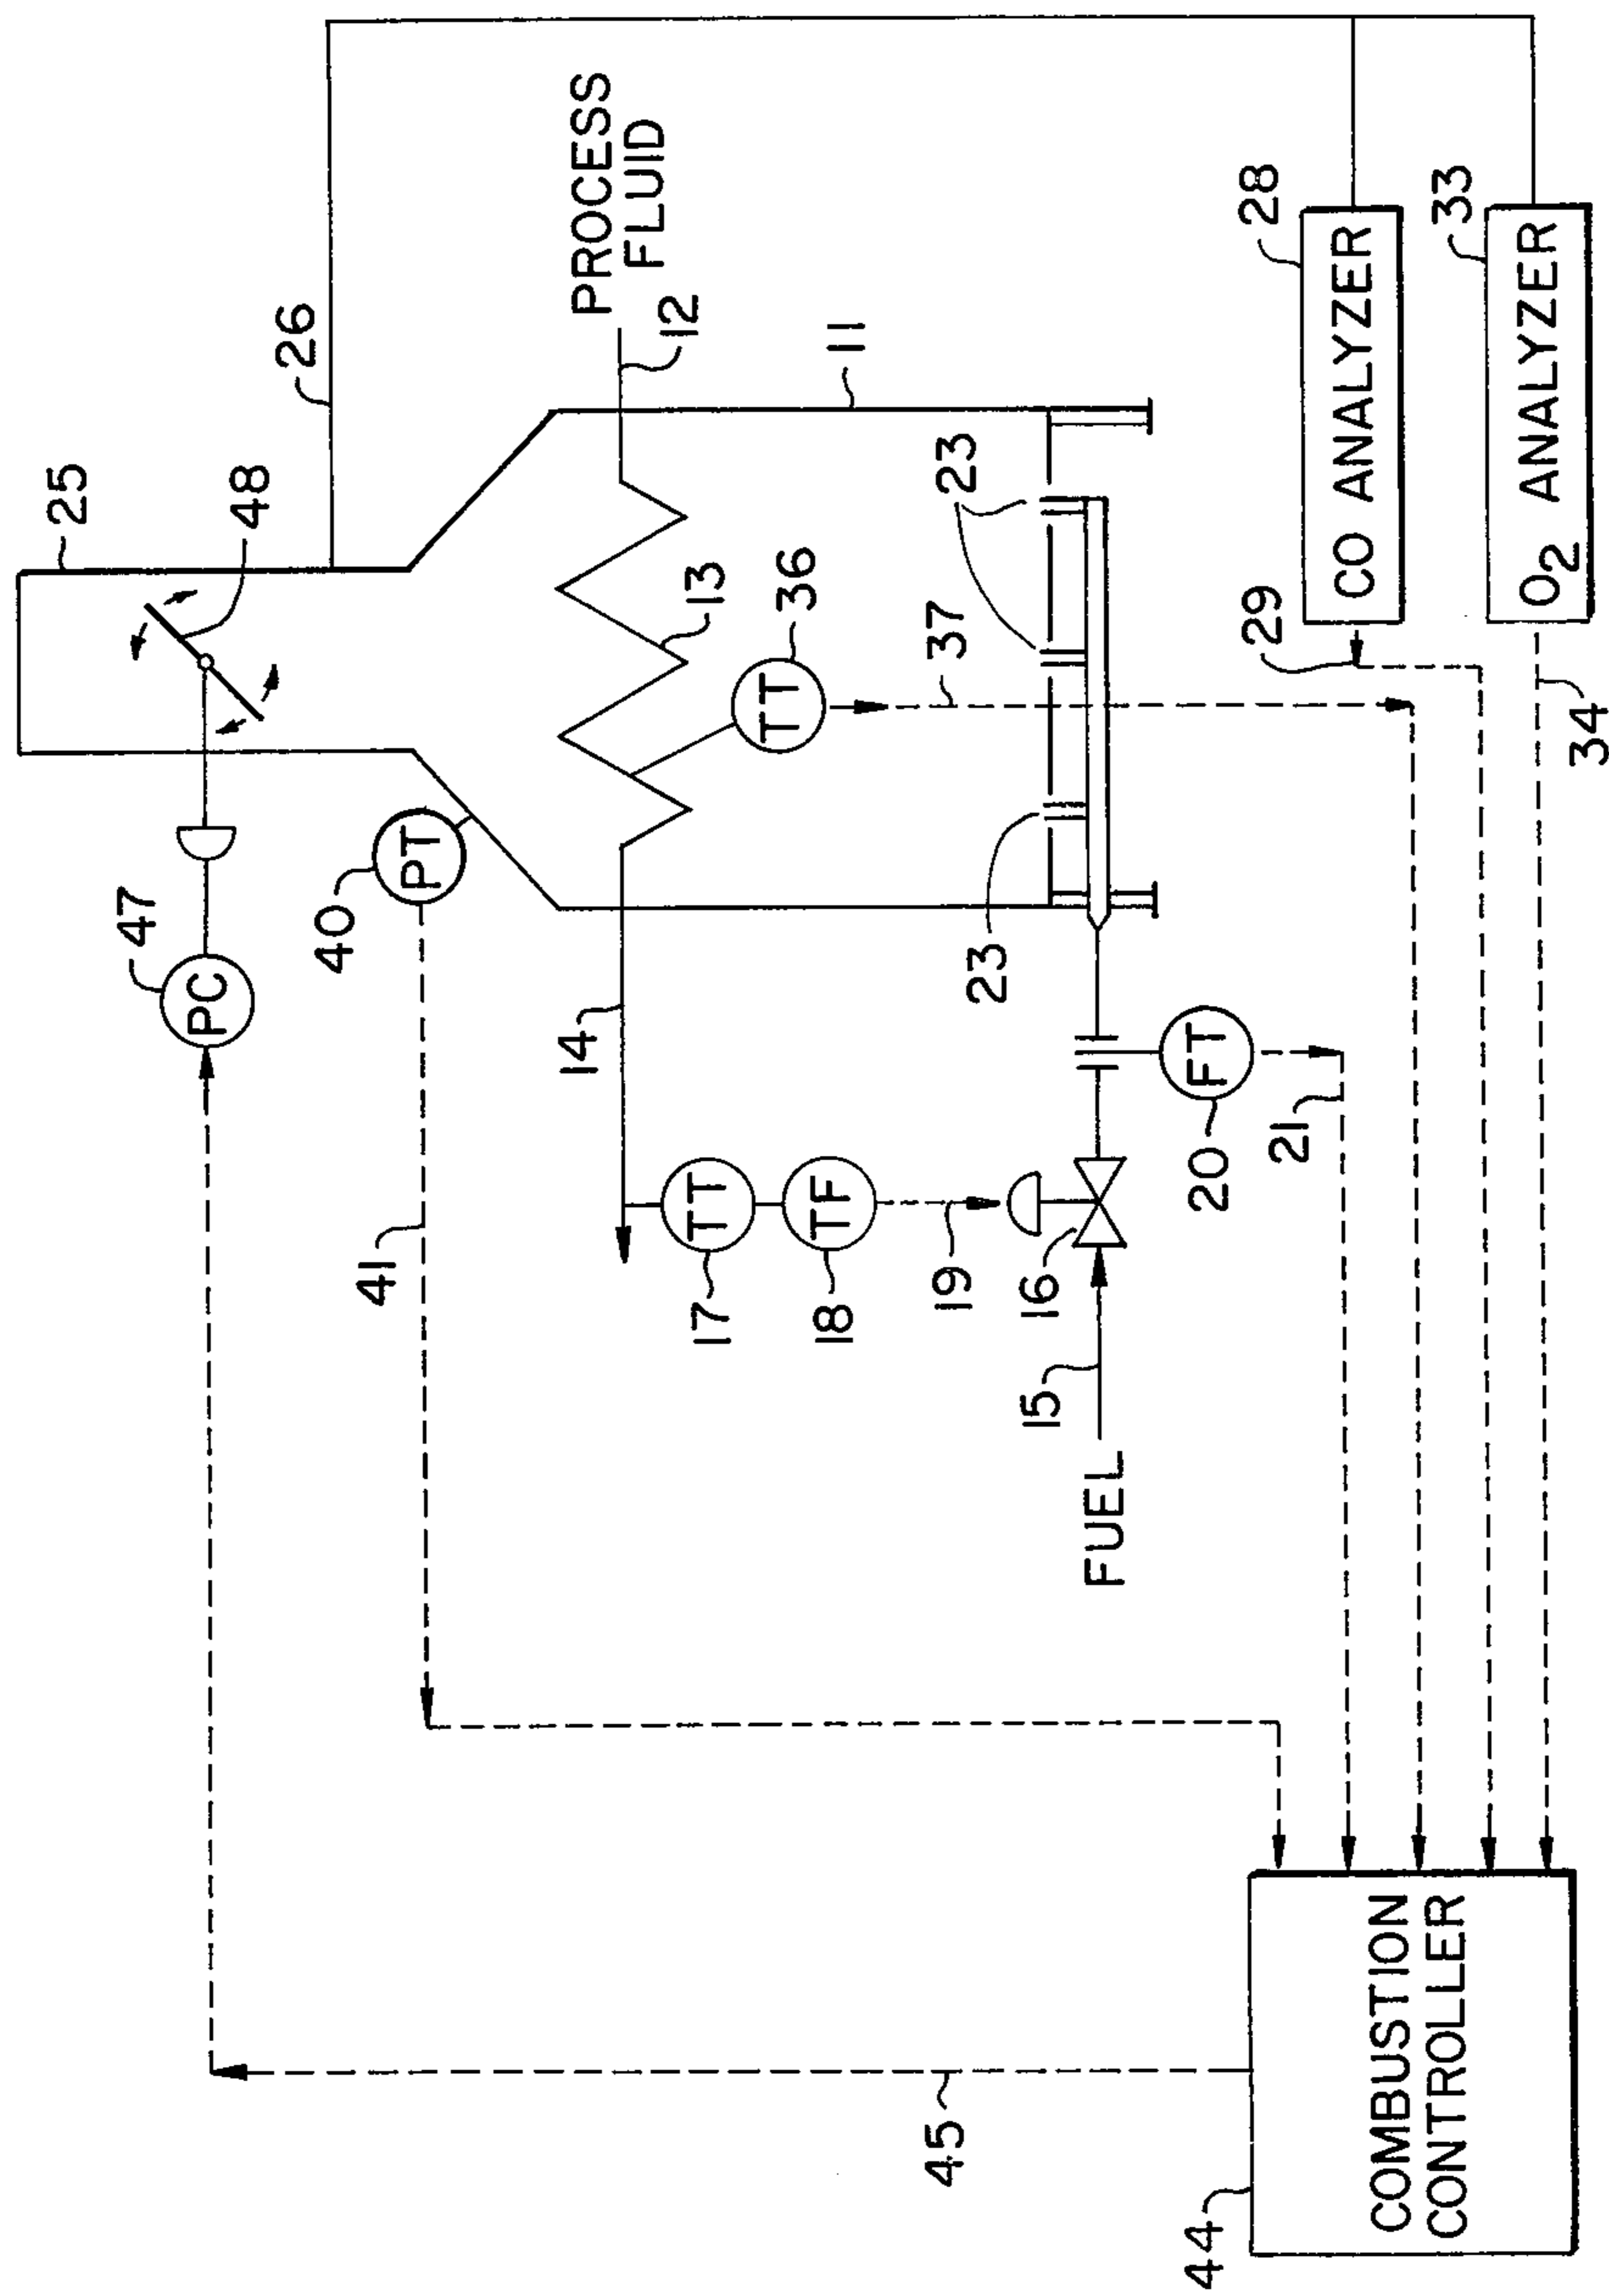 25
48
26
PROCESS
FLUID
12
47
PC
40
PT
41
14
13
TT
36
11
17
TT
18
TF
19
16
15
FUEL
20
FT
21
23
23
37
28
CO ANALYZER
29
33
O2 ANALYZER
34
45
44
COMBUSTION
CONTROLLER